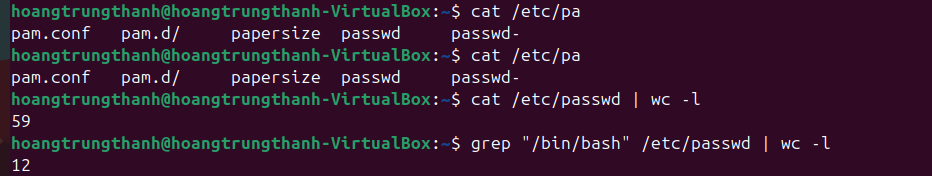 hoangtrungthanh@hoangtrungthanh-VirtualBox:~$ cat /etc/pa
pam.conf pam.d/ papersize passwd passwd-
hoangtrungthanh@hoangtrungthanh-VirtualBox:~$ cat /etc/pa
pam.conf pam.d/ papersize passwd passwd-
hoangtrungthanh@hoangtrungthanh-VirtualBox:~$ cat /etc/passwd | wc -l
59
hoangtrungthanh@hoangtrungthanh-VirtualBox:~$ grep "/bin/bash" /etc/passwd | wc -l
12